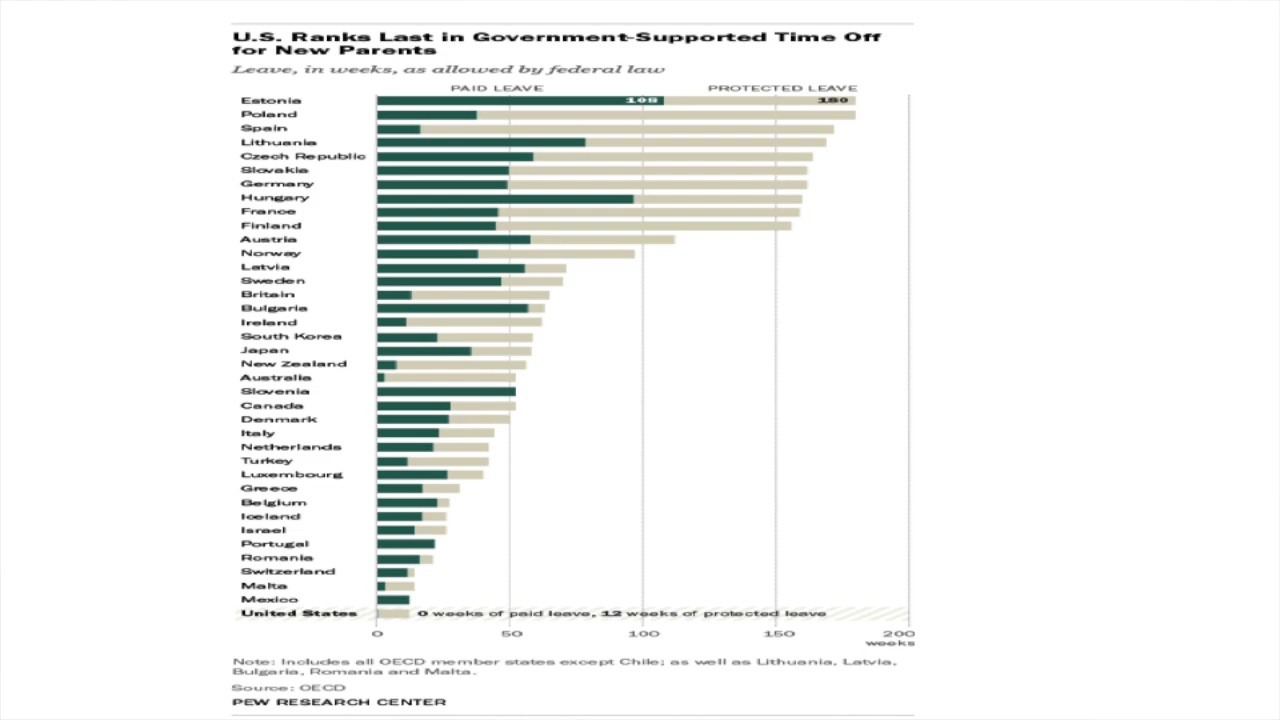 U.S. Ranks Last in Government-Supported Time Off
for New Parents
Leave, in weeks, as allowed by federal law
PAID LEAVE PROTECTED LEAVE
Estonia 108 180
Poland
Spain
Lithuania
Czech Republic
Slovakia
Germany
Hungary
France
Finland
Austria
Norway
Latvia
Sweden
Britain
Bulgaria
Ireland
South Korea
Japan
New Zealand
Australia
Slovenia
Canada
Denmark
Italy
Netherlands
Turkey
Luxembourg
Greece
Belgium
Iceland
Israel
Portugal
Romania
Switzerland
Malta
Mexico
United States 0 weeks of paid leave, 12 weeks of protected leave
0 50 100 150 200
weeks
Note: Includes all OECD member states except Chile; as well as Lithuania, Latvia,
Bulgaria, Romania and Malta.
Source: OECD
PEW RESEARCH CENTER